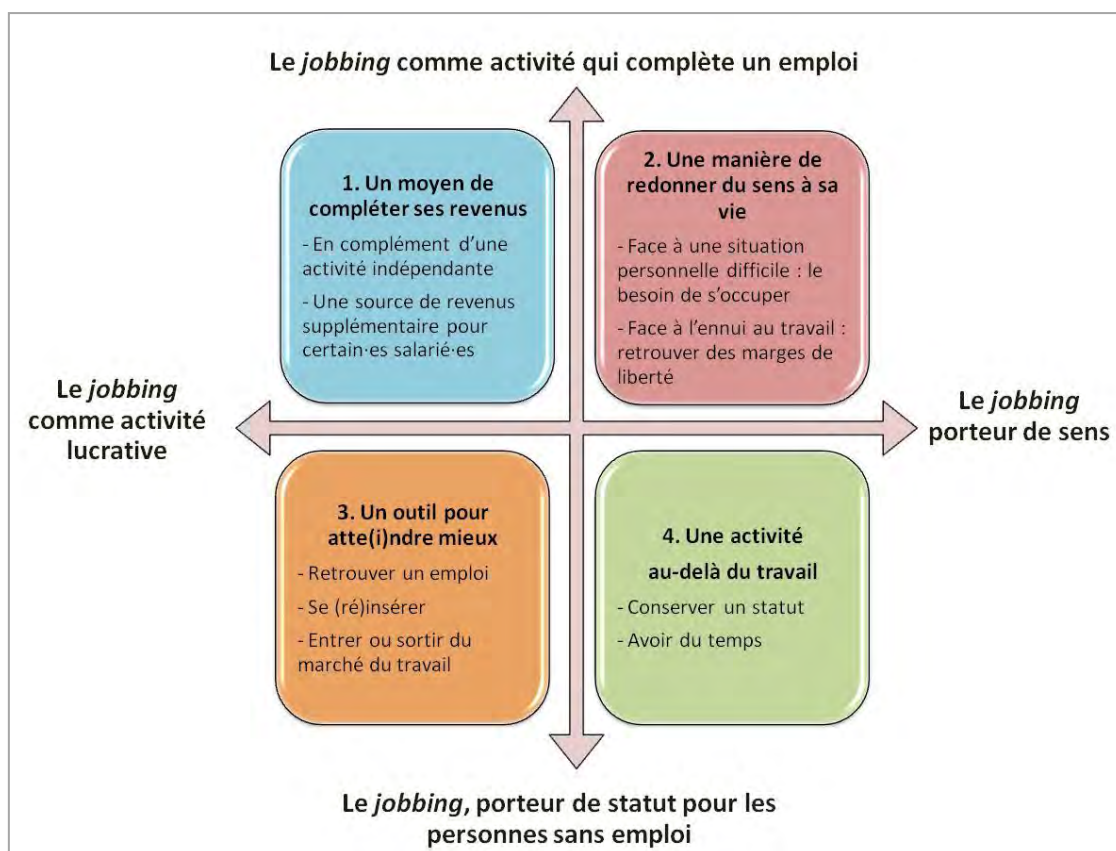 Le jobbing comme activité qui complète un emploi
1. Un moyen de
compléter ses revenus
- En complément d’une
activité indépendante
- Une source de revenus
supplémentaire pour
certain·es salarié·es
2. Une manière de
redonner du sens à sa
vie
- Face à une situation
personnelle difficile : le
besoin de s’occuper
- Face à l’ennui au travail :
retrouver des marges de
liberté
Le jobbing
comme activité
lucrative
Le jobbing
porteur de sens
3. Un outil pour
atte(i)ndre mieux
- Retrouver un emploi
- Se (ré)insérer
- Entrer ou sortir du
marché du travail
4. Une activité
au-delà du travail
- Conserver un statut
- Avoir du temps
Le jobbing, porteur de statut pour les
personnes sans emploi